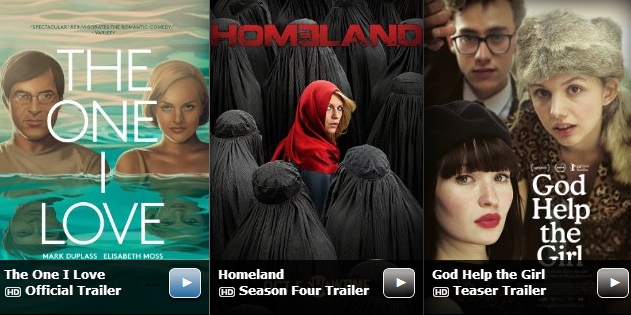 "SPECTACULAR. REINVIGORATES THE ROMANTIC COMEDY."
- VARIETY
THE
ONE
I
LOVE
MARK DUPLASS ELISABETH MOSS
The One I Love
HD Official Trailer
HOMELAND
Homeland
HD Season Four Trailer
God
Help
the
Girl
God Help the Girl
HD Teaser Trailer